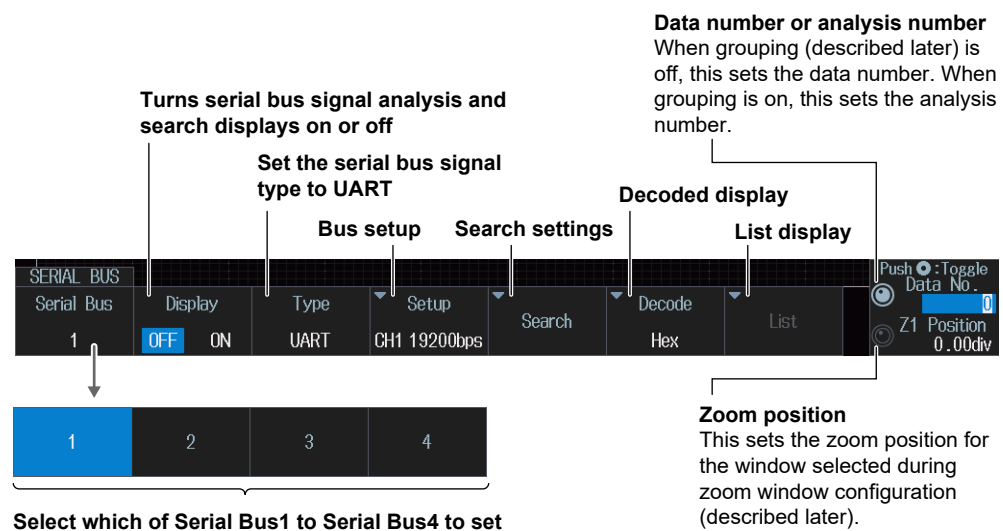 Data number or analysis number
When grouping (described later) is
off, this sets the data number. When
grouping is on, this sets the analysis
number.
Turns serial bus signal analysis and
search displays on or off
Set the serial bus signal
type to UART
Decoded display
Bus setup
Search settings
List display
SERIAL BUS
Serial Bus
1
Display
OFF ON
Type
UART
Setup
CH1 19200bps
Search
Decode
Hex
List
Push :Toggle
Data No.
0
Z1 Position
0.00div
1
2
3
4
Select which of Serial Bus1 to Serial Bus4 to set
Zoom position
This sets the zoom position for
the window selected during
zoom window configuration
(described later).